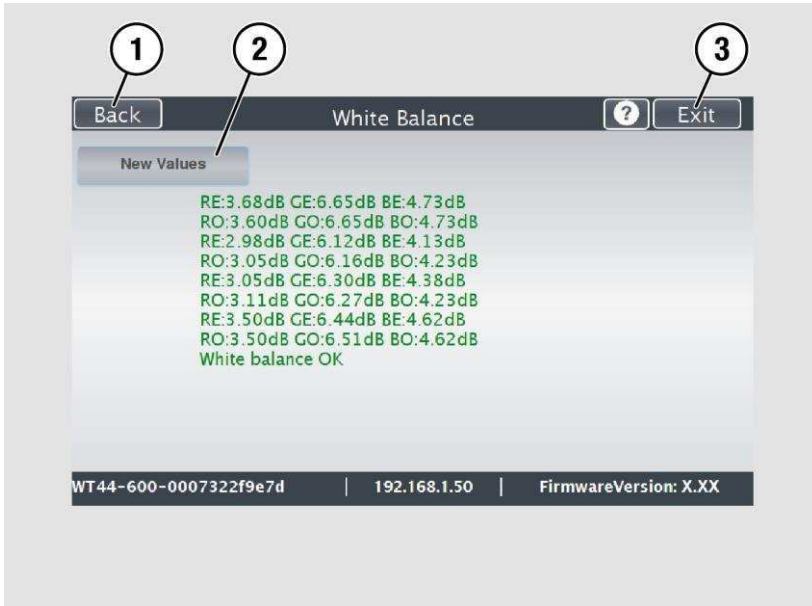 1 2 3
Back White Balance ? Exit
New Values
RE:3.68dB GE:6.65dB BE:4.73dB
RO:3.60dB GO:6.65dB BO:4.73dB
RE:2.98dB GE:6.12dB BE:4.13dB
RO:3.05dB GO:6.16dB BO:4.23dB
RE:3.05dB GE:6.30dB BE:4.38dB
RO:3.11dB GO:6.27dB BO:4.23dB
RE:3.50dB GE:6.44dB BE:4.62dB
RO:3.50dB GO:6.51dB BO:4.62dB
White balance OK
WT44-600-0007322f9e7d | 192.168.1.50 | FirmwareVersion: X.XX